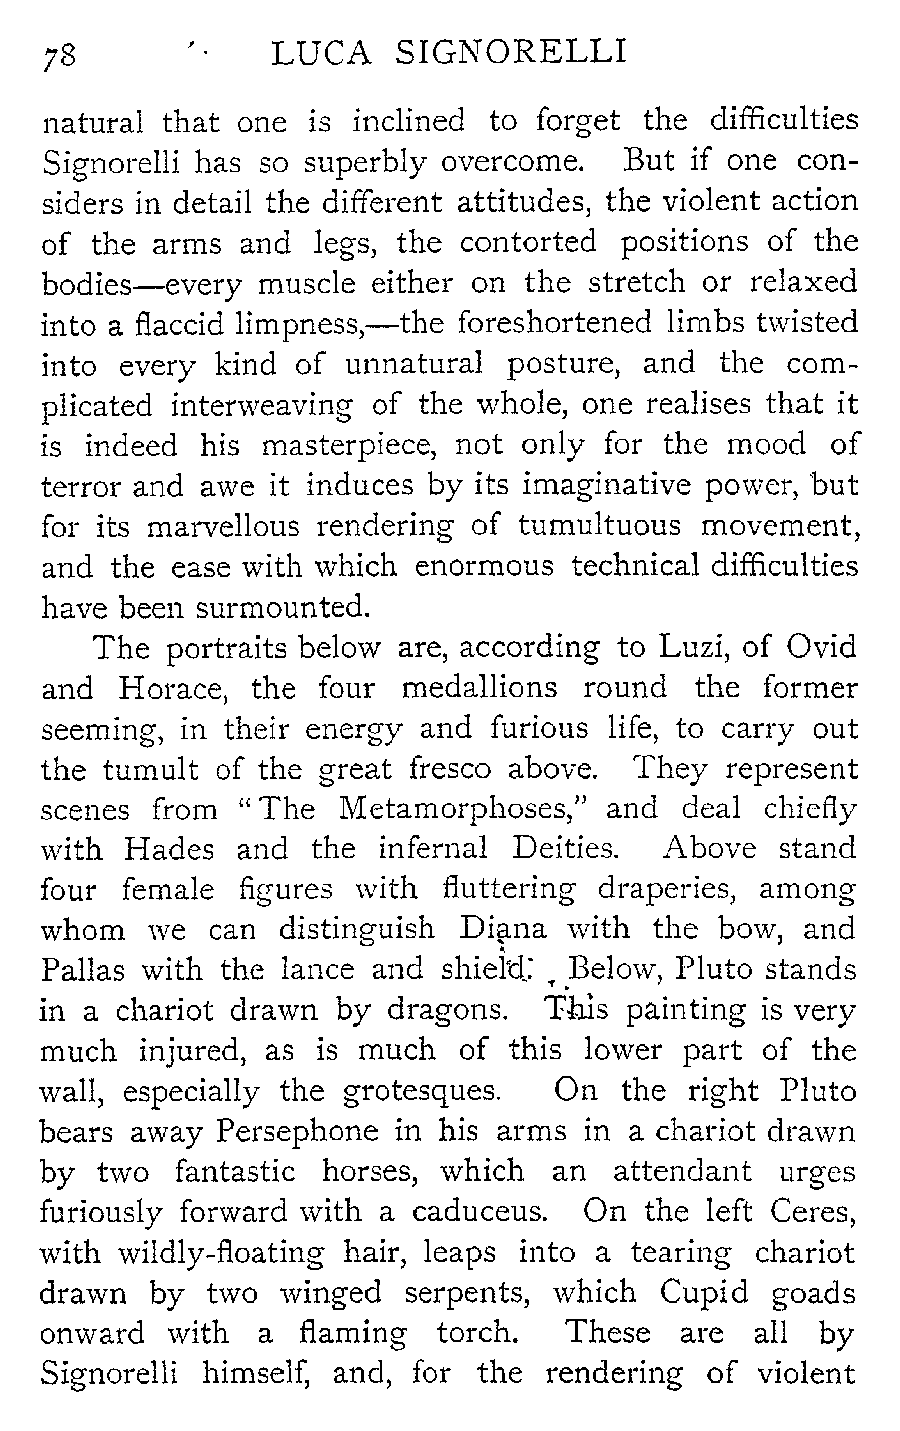 78 LUCA SIGNORELLI
natural that one is inclined to forget the difficulties
Signorelli has so superbly overcome. But if one con-
siders in detail the different attitudes, the violent action
of the arms and legs, the contorted positions of the
bodies—every muscle either on the stretch or relaxed
into a flaccid limpness,—the foreshortened limbs twisted
into every kind of unnatural posture, and the com-
plicated interweaving of the whole, one realises that it
is indeed his masterpiece, not only for the mood of
terror and awe it induces by its imaginative power, but
for its marvellous rendering of tumultuous movement,
and the ease with which enormous technical difficulties
have been surmounted.
The portraits below are, according to Luzi, of Ovid
and Horace, the four medallions round the former
seeming, in their energy and furious life, to carry out
the tumult of the great fresco above. They represent
scenes from “The Metamorphoses,” and deal chiefly
with Hades and the infernal Deities. Above stand
four female figures with fluttering draperies, among
whom we can distinguish Diana with the bow, and
Pallas with the lance and shield. Below, Pluto stands
in a chariot drawn by dragons. This painting is very
much injured, as is much of this lower part of the
wall, especially the grotesques. On the right Pluto
bears away Persephone in his arms in a chariot drawn
by two fantastic horses, which an attendant urges
furiously forward with a caduceus. On the left Ceres,
with wildly-floating hair, leaps into a tearing chariot
drawn by two winged serpents, which Cupid goads
onward with a flaming torch. These are all by
Signorelli himself, and, for the rendering of violent